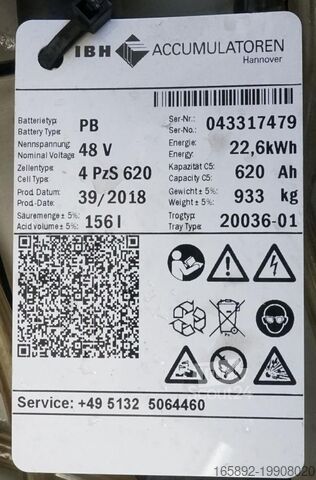 IBH ACCUMULATOREN
Hannover
Batterietyp: PB
Battery Type:
Ser-Nr.: 043317479
Ser-No.:
Nennspannung: 48 V
Nominal Voltage:
Energie: 22,6kWh
Energy:
Zellentype: 4 PzS 620
Cell Type:
Kapazität C5: 620 Ah
Capacity C5:
Prod. Datum: 39/2018
Prod.-Date:
Gewicht ± 5%: 933 kg
Weight ± 5%:
Säuremenge ± 5%: 156 l
Acid volume ± 5%:
Trogtyp: 20036-01
Tray Type:
Pb
Service: +49 5132 5064460
165892-19908020